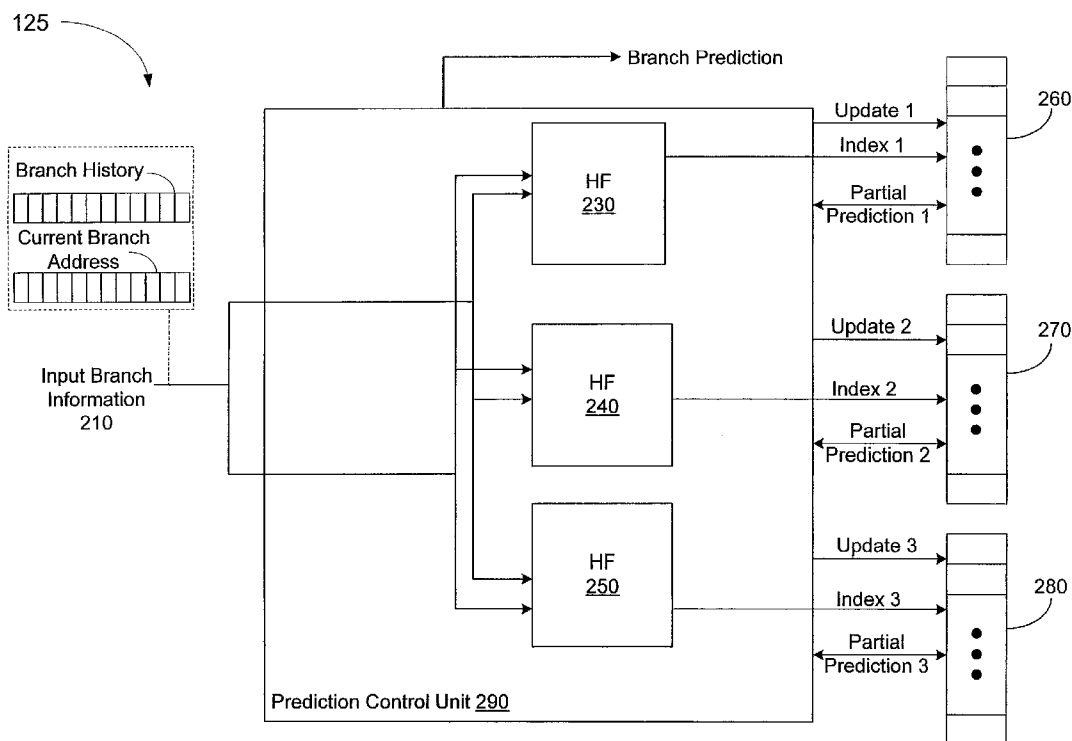 125
Branch Prediction
Branch History
Current Branch
Address
Input Branch
Information
210
HF
230
HF
240
HF
250
Prediction Control Unit 290
Update 1
Index 1
Partial
Prediction 1
260
Update 2
Index 2
Partial
Prediction 2
270
Update 3
Index 3
Partial
Prediction 3
280